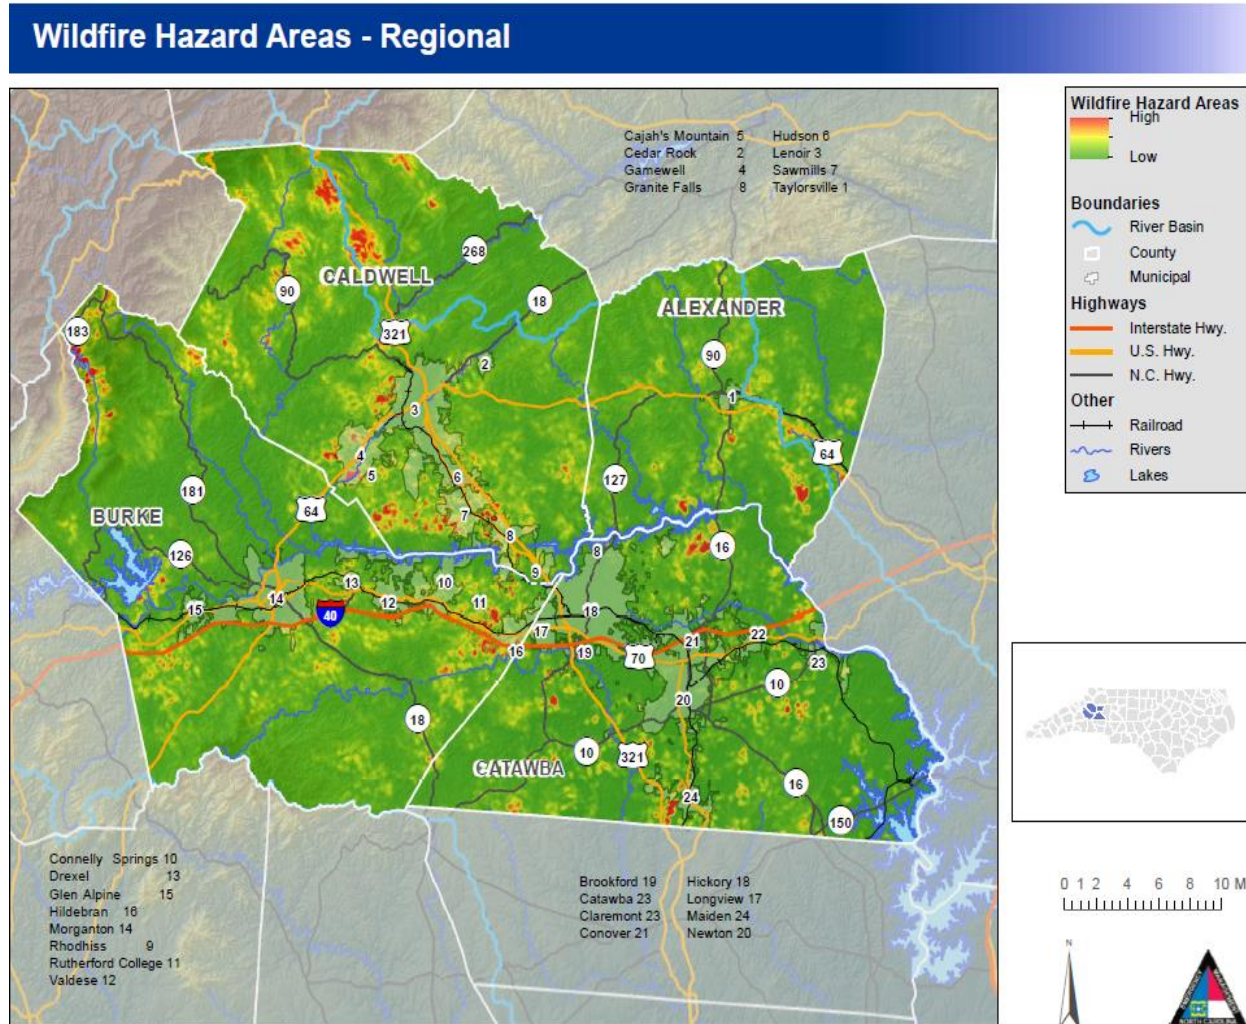 Wildfire Hazard Areas - Regional
Cajah's Mountain 5 Hudson 6
Cedar Rock 2 Lenoir 3
Gamewell 4 Sawmills 7
Granite Falls 8 Taylorsville 1
268
CALDWELL
90
18
ALEXANDER
183
321
90
2
1
3
4
5
64
6
127
181
64
BURKE
7
8
16
126
8
9
13
10
14
12
11
15
40
18
17
21
22
16
19
70
23
20
10
18
10
321
CATAWBA
16
24
150
Connelly Springs 10
Drexel 13
Glen Alpine 15
Hildebran 16
Morganton 14
Rhodhiss 9
Rutherford College 11
Valdese 12
Brookford 19 Hickory 18
Catawba 23 Longview 17
Claremont 23 Maiden 24
Conover 21 Newton 20
Wildfire Hazard Areas
High
Low
Boundaries
River Basin
County
Municipal
Highways
Interstate Hwy.
U.S. Hwy.
N.C. Hwy.
Other
Railroad
Rivers
Lakes
0 1 2 4 6 8 10 M
N
EMERGENCY
MANAGEMENT
NORTH CAROLINA